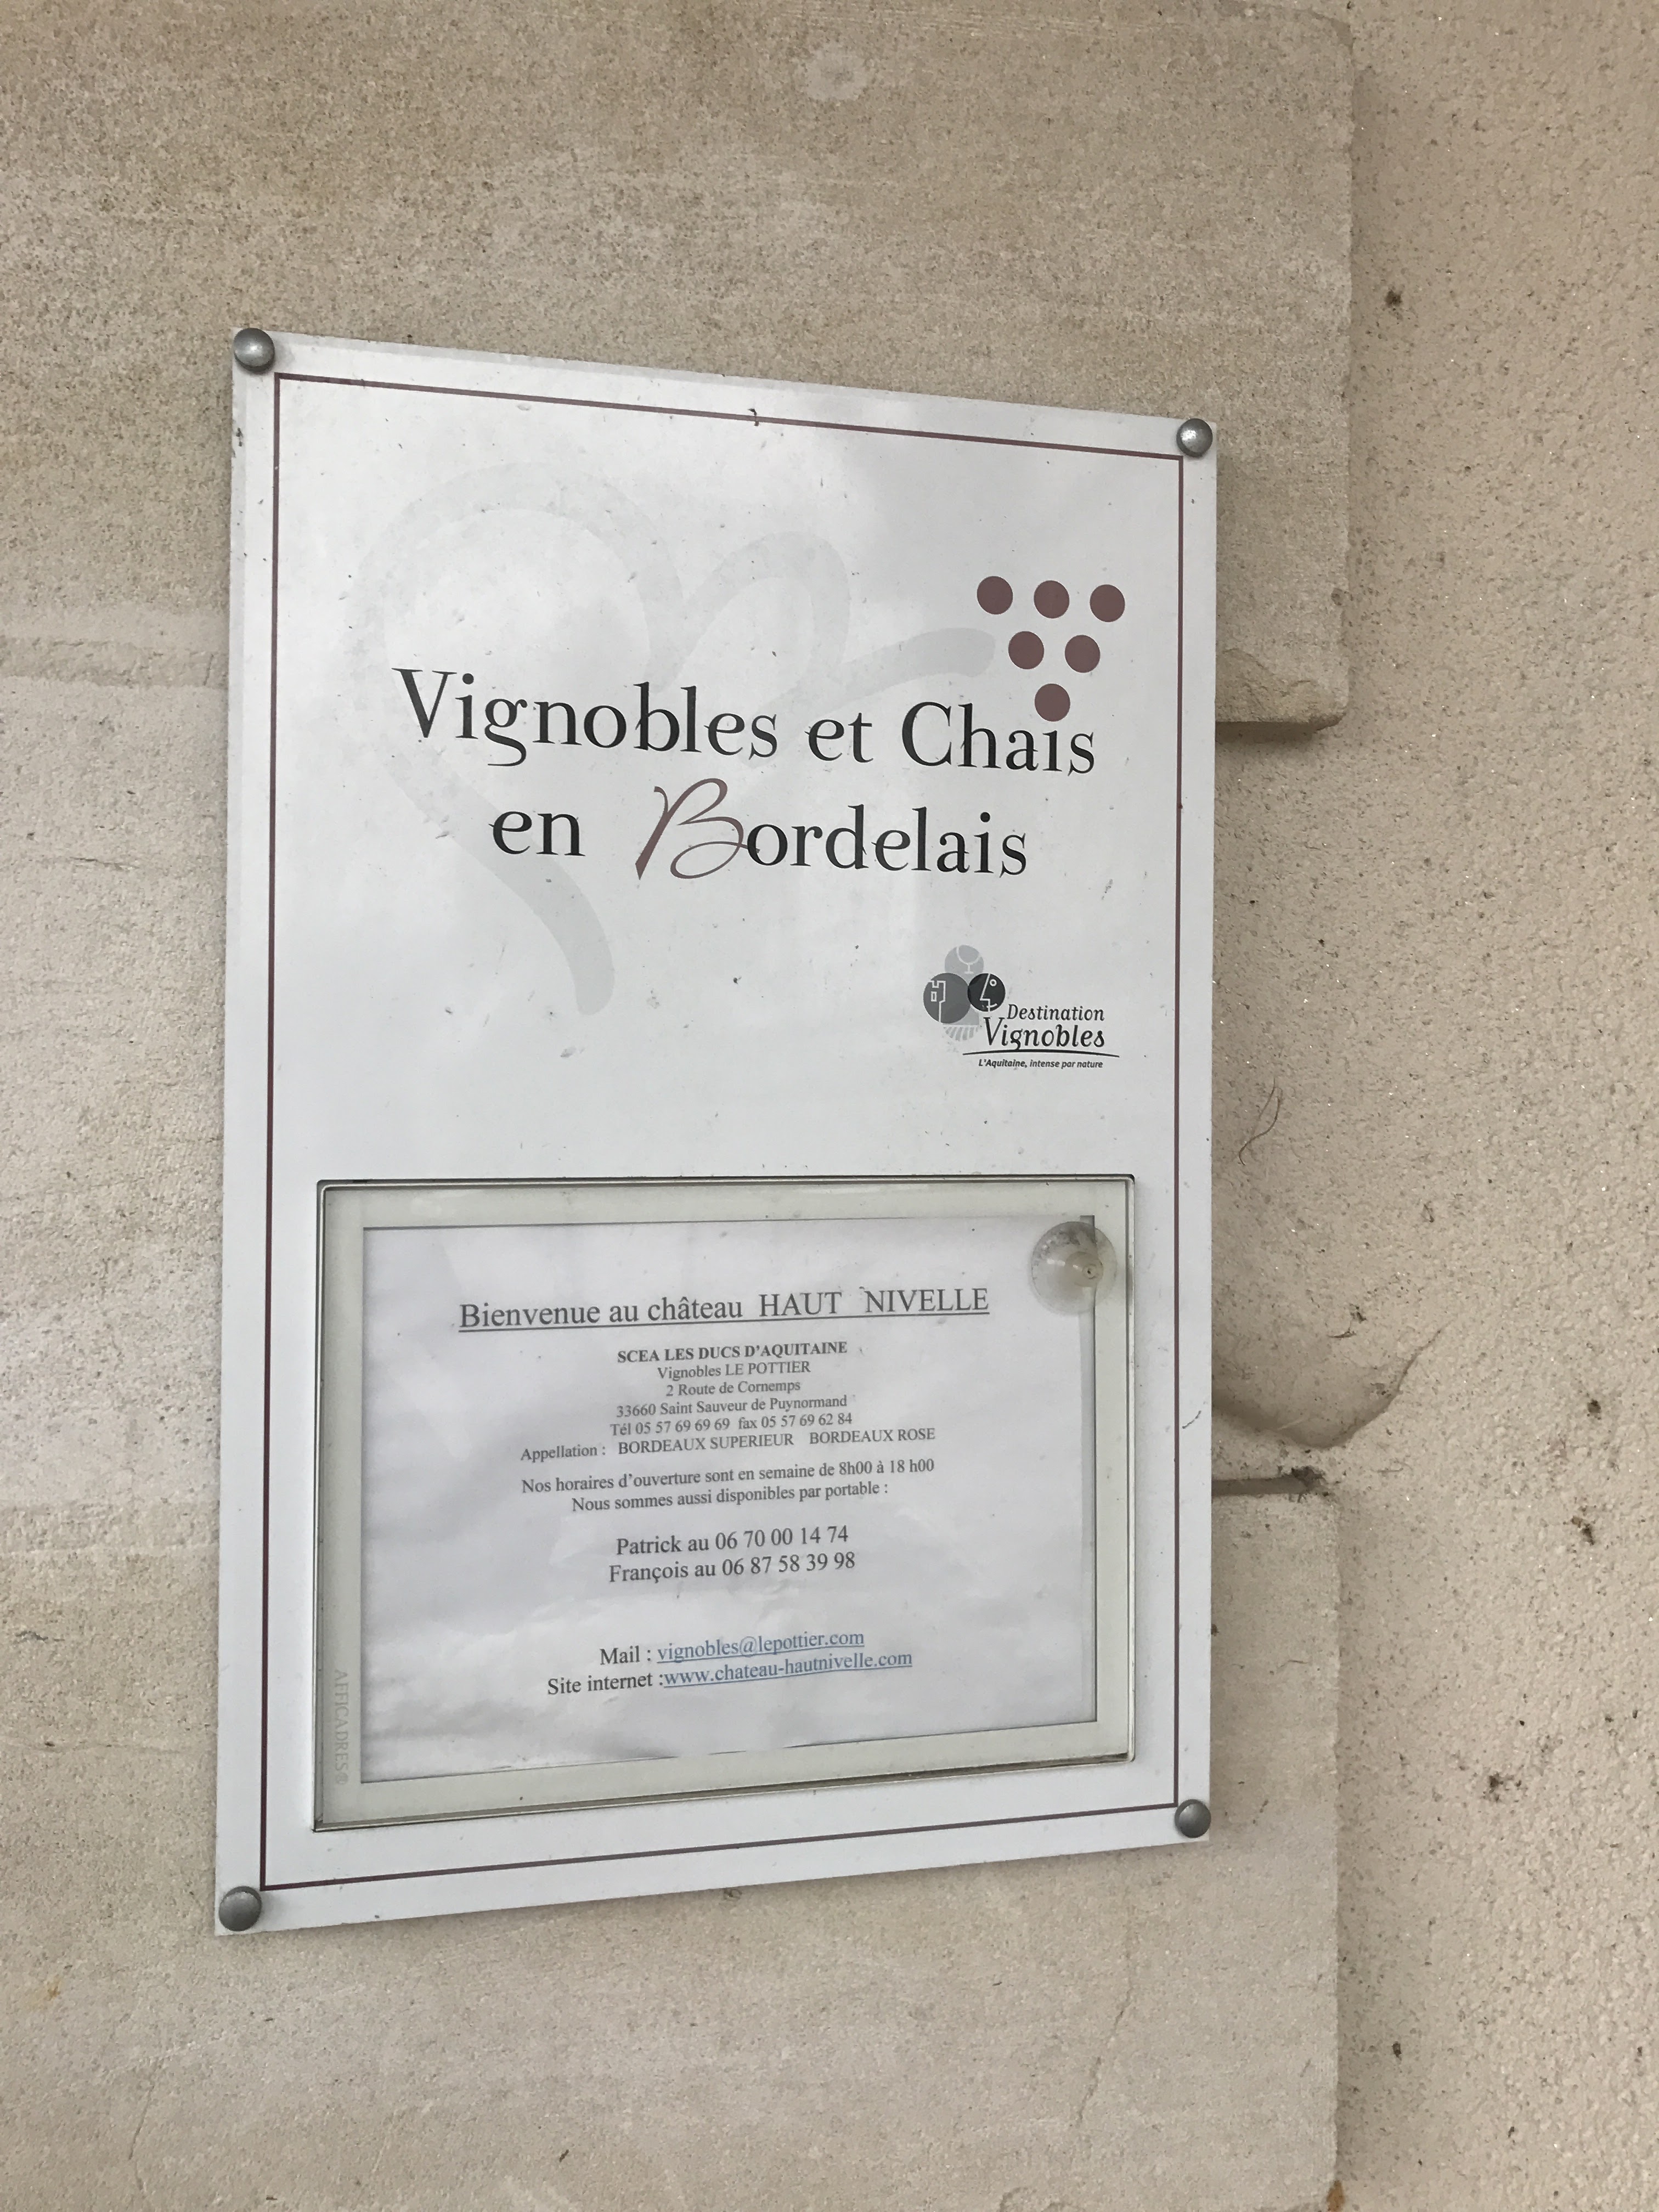 Vignobles et Chais
en Bordelais
Destination
Vignobles
L'Aquitaine, intense par nature
Bienvenue au château HAUT NIVELLE
SCEA LES DUCS D'AQUITAINE
Vignobles LE POTTIER
2 Route de Cornemps
33660 Saint Sauveur de Puynormand
Tél 05 57 69 69 69 fax 05 57 69 62 84
Appellation : BORDEAUX SUPERIEUR BORDEAUX ROSE
Nos horaires d'ouverture sont en semaine de 8h00 à 18 h00
Nous sommes aussi disponibles par portable :
Patrick au 06 70 00 14 74
François au 06 87 58 39 98
Mail : vignobles@lepottier.com
Site internet :www.chateau-hautnivelle.com
AFFICADRES®